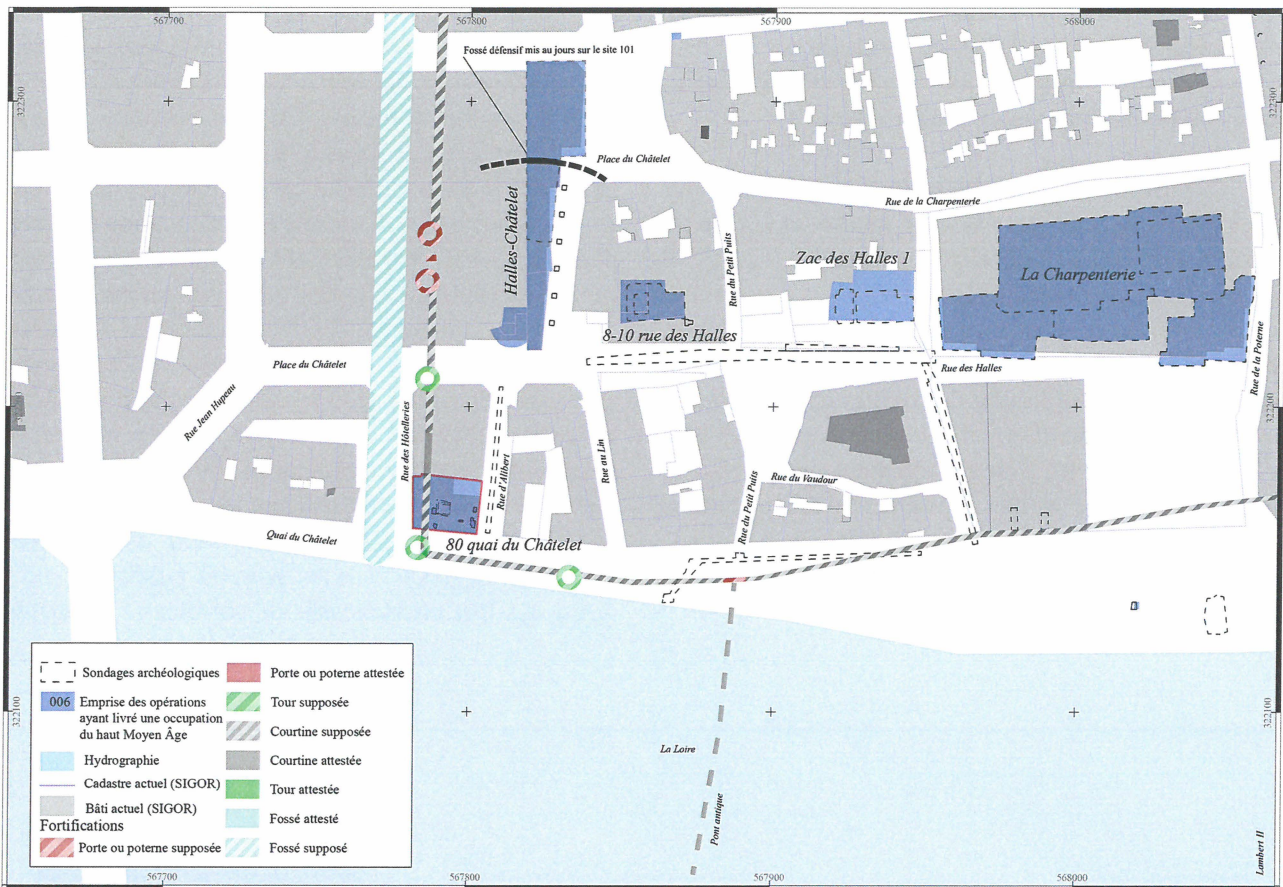 567700
567800
567900
568000
Fossé défensif mis au jours sur le site 101
322300
322300
Place du Châtelet
Rue de la Charpenterie
Halles-Châtelet
Rue du Petit Puits
Zac des Halles 1
La Charpenterie
8-10 rue des Halles
Place du Châtelet
Rue des Halles
Rue de la Poterne
Rue Jean Hupeau
322200
322200
Rue des Hôtelleries
Rue d'Alibert
Rue au Lin
Rue du Vaudour
Rue du Petit Puits
Quai du Châtelet
80 quai du Châtelet
Sondages archéologiques
006
Emprise des opérations
ayant livré une occupation
du haut Moyen Âge
Hydrographie
Cadastre actuel (SIGOR)
Bâti actuel (SIGOR)
Fortifications
Porte ou poterne supposée
Porte ou poterne attestée
Tour supposée
Courtine supposée
Courtine attestée
Tour attestée
Fossé attesté
Fossé supposé
322100
322100
La Loire
Pont antique
Lambert II
567700
567800
567900
568000